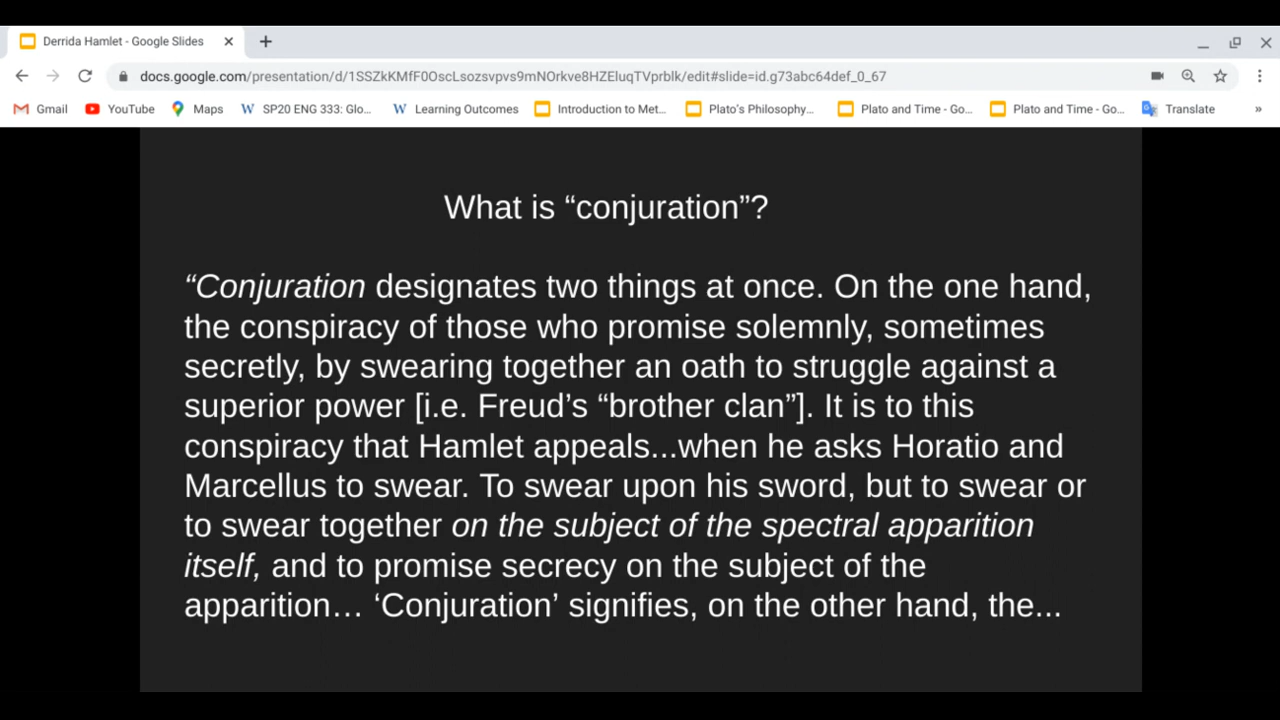 Derrida Hamlet - Google Slides
docs.google.com/presentation/d/1SSZkKMfF0OscLsozsvpvs9mNOrkve8HZEluqTVprblk/edit#slide=id.g73abc64def_0_67
Gmail YouTube Maps SP20 ENG 333: Glo... Learning Outcomes Introduction to Met... Plato's Philosophy... Plato and Time - Go... Plato and Time - Go... Translate »
What is “conjuration”?
“Conjuration designates two things at once. On the one hand,
the conspiracy of those who promise solemnly, sometimes
secretly, by swearing together an oath to struggle against a
superior power [i.e. Freud’s “brother clan”]. It is to this
conspiracy that Hamlet appeals...when he asks Horatio and
Marcellus to swear. To swear upon his sword, but to swear or
to swear together on the subject of the spectral apparition
itself, and to promise secrecy on the subject of the
apparition… ‘Conjuration’ signifies, on the other hand, the...